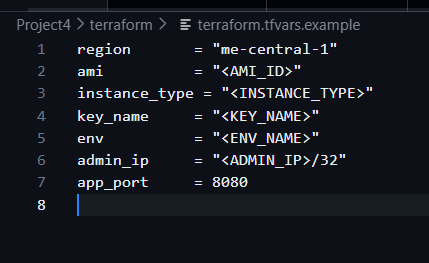 Project4 > terraform > terraform.tfvars.example
1 region        = "me-central-1"
2 ami           = "<AMI_ID>"
3 instance_type = "<INSTANCE_TYPE>"
4 key_name      = "<KEY_NAME>"
5 env           = "<ENV_NAME>"
6 admin_ip      = "<ADMIN_IP>/32"
7 app_port      = 8080
8